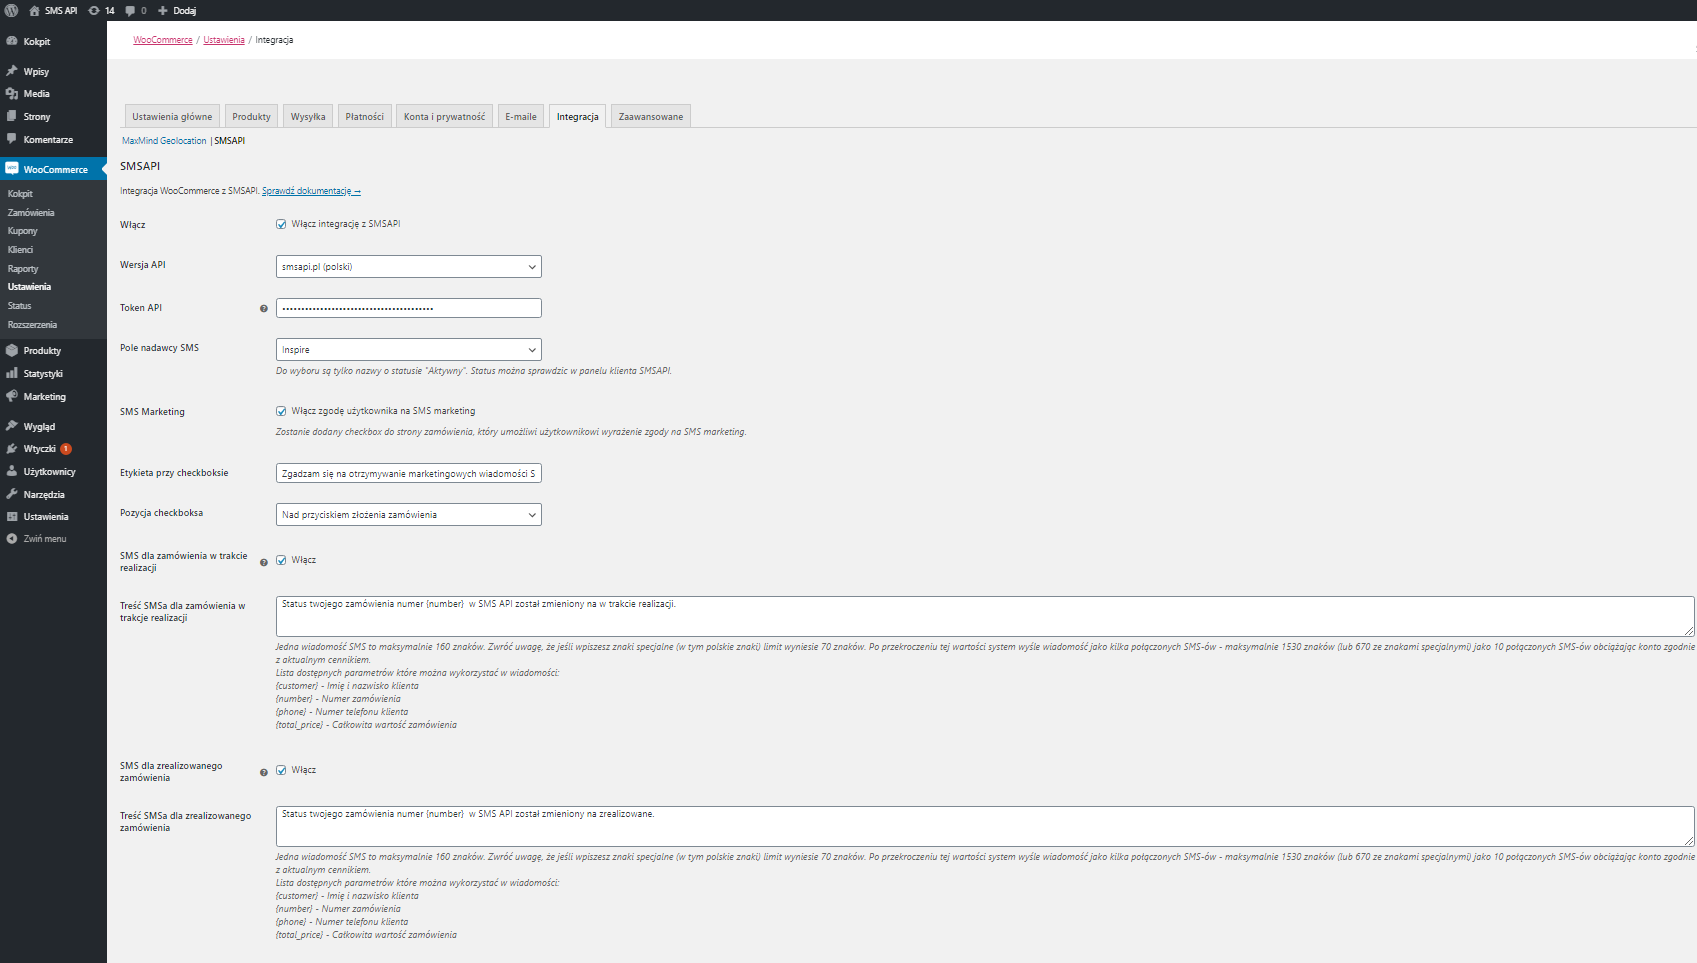 SMS API 14 0 Dodaj
WooCommerce / Ustawienia / Integracja
Kokpit
Wpisy
Media
Strony
Komentarze
WooCommerce
Kokpit
Zamówienia
Kupony
Klienci
Raporty
Ustawienia
Status
Rozszerzenia
Produkty
Statystyki
Marketing
Wygląd
Wtyczki 1
Użytkownicy
Narzędzia
Ustawienia
Zwiń menu
Ustawienia główne Produkty Wysyłka Płatności Konta i prywatność E-maile Integracja Zaawansowane
MaxMind Geolocation | SMSAPI
SMSAPI
Integracja WooCommerce z SMSAPI. Sprawdź dokumentację →
Włącz
Włącz integrację z SMSAPI
Wersja API
smsapi.pl (polski)
Token API
Pole nadawcy SMS
Inspire
Do wyboru są tylko nazwy o statusie "Aktywny". Status można sprawdzic w panelu klienta SMSAPI.
SMS Marketing
Włącz zgodę użytkownika na SMS marketing
Zostanie dodany checkbox do strony zamówienia, który umożliwi użytkownikowi wyrażenie zgody na SMS marketing.
Etykieta przy checkboksie
Zgadzam się na otrzymywanie marketingowych wiadomości S
Pozycja checkboksa
Nad przyciskiem złożenia zamówienia
SMS dla zamówienia w trakcie
realizacji
Włącz
Treść SMSa dla zamówienia w
trakcje realizacji
Status twojego zamówienia numer {number}  w SMS API został zmieniony na w trakcie realizacji.
Jedna wiadomość SMS to maksymalnie 160 znaków. Zwróć uwagę, że jeśli wpiszesz znaki specjalne (w tym polskie znaki) limit wyniesie 70 znaków. Po przekroczeniu tej wartości system wyśle wiadomość jako kilka połączonych SMS-ów - maksymalnie 1530 znaków (lub 670 ze znakami specjalnymi) jako 10 połączonych SMS-ów obciążając konto zgodnie
z aktualnym cennikiem.
Lista dostępnych parametrów które można wykorzystać w wiadomości:
{customer} - Imię i nazwisko klienta
{number} - Numer zamówienia
{phone} - Numer telefonu klienta
{total_price} - Całkowita wartość zamówienia
SMS dla zrealizowanego
zamówienia
Włącz
Treść SMSa dla zrealizowanego
zamówienia
Status twojego zamówienia numer {number}  w SMS API został zmieniony na zrealizowane.
Jedna wiadomość SMS to maksymalnie 160 znaków. Zwróć uwagę, że jeśli wpiszesz znaki specjalne (w tym polskie znaki) limit wyniesie 70 znaków. Po przekroczeniu tej wartości system wyśle wiadomość jako kilka połączonych SMS-ów - maksymalnie 1530 znaków (lub 670 ze znakami specjalnymi) jako 10 połączonych SMS-ów obciążając konto zgodnie
z aktualnym cennikiem.
Lista dostępnych parametrów które można wykorzystać w wiadomości:
{customer} - Imię i nazwisko klienta
{number} - Numer zamówienia
{phone} - Numer telefonu klienta
{total_price} - Całkowita wartość zamówienia